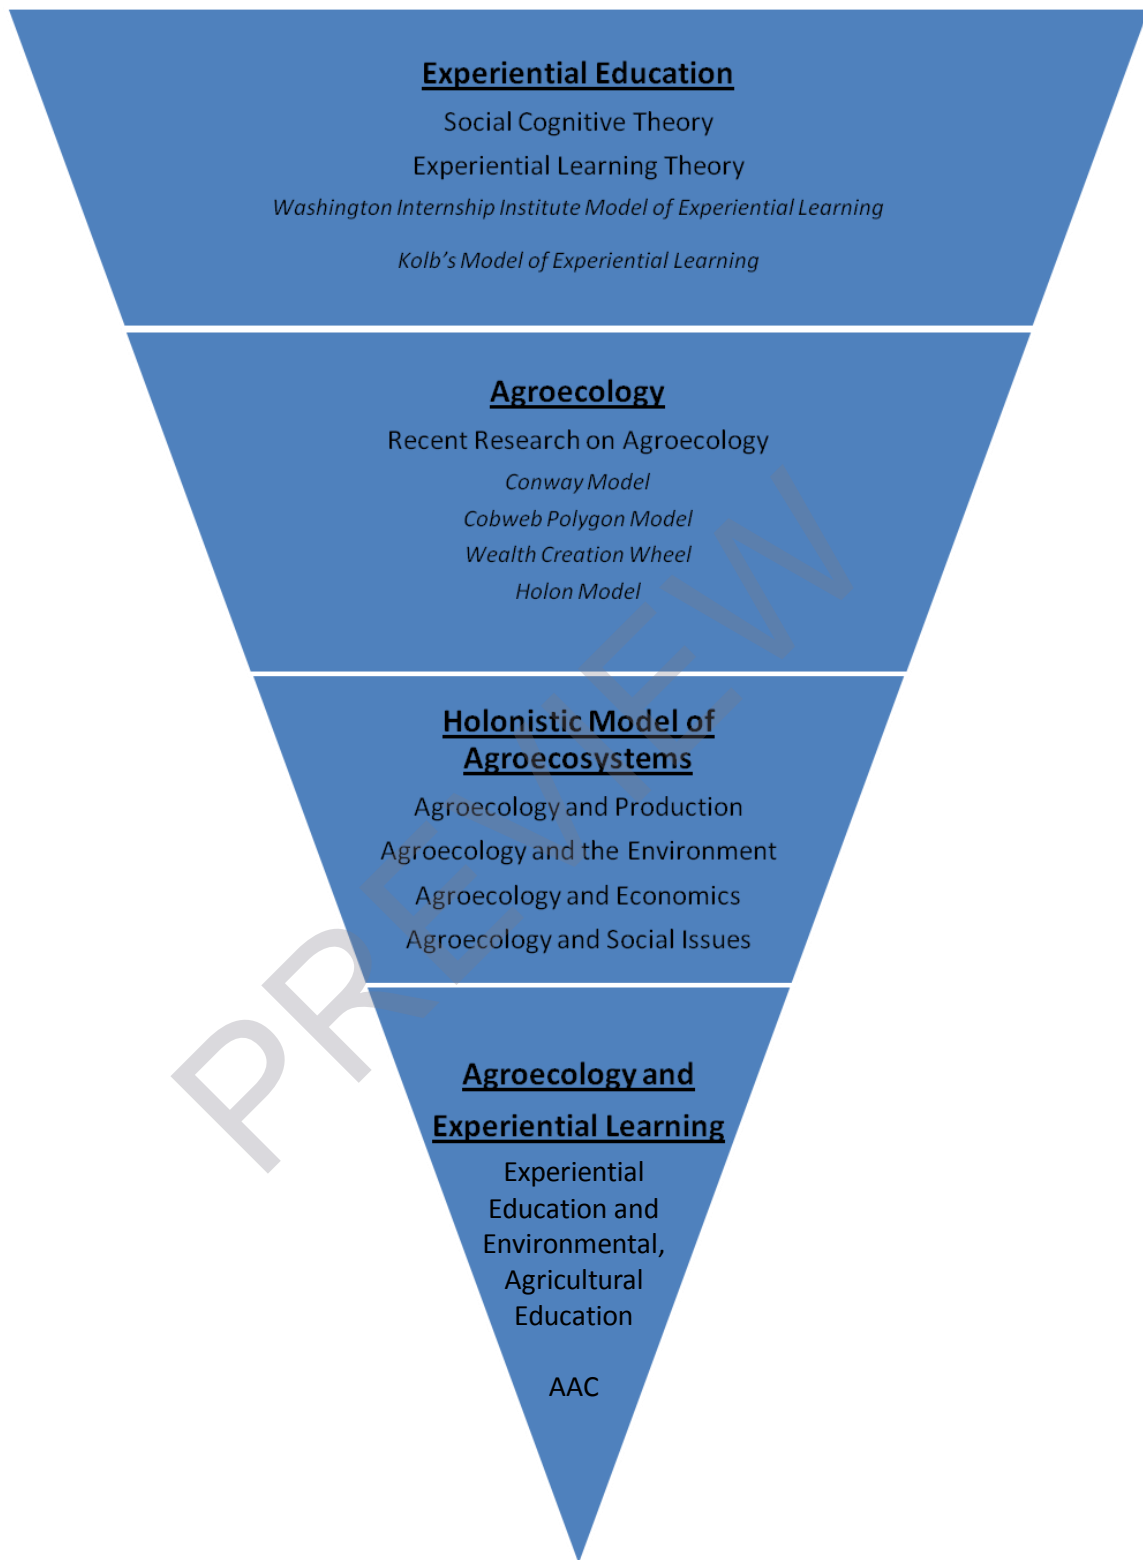 Experiential Education
Social Cognitive Theory
Experiential Learning Theory
Washington Internship Institute Model of Experiential Learning
Kolb’s Model of Experiential Learning
Agroecology
Recent Research on Agroecology
Conway Model
Cobweb Polygon Model
Wealth Creation Wheel
Holon Model
Holonistic Model of
Agroecosystems
Agroecology and Production
Agroecology and the Environment
Agroecology and Economics
Agroecology and Social Issues
Agroecology and
Experiential Learning
Experiential
Education and
Environmental,
Agricultural
Education
AAC
PREVIEW